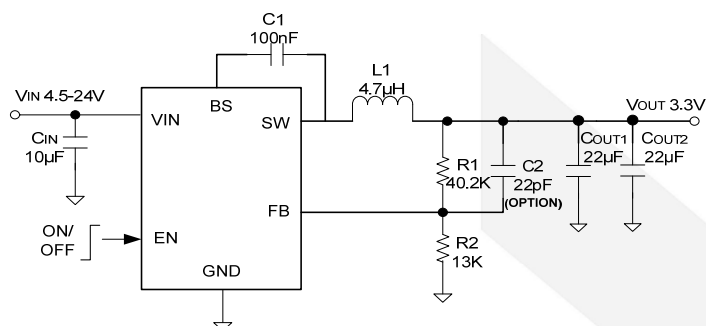 C1
100nF
L1
4.7µH
VIN 4.5-24V
VOUT 3.3V
BS
VIN
SW
CIN
10µF
R1
40.2K
C2
22pF
(OPTION)
COUT1
22µF
COUT2
22µF
FB
ON/
OFF
EN
R2
13K
GND